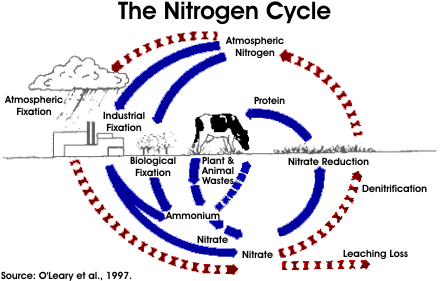 The Nitrogen Cycle
Atmospheric
Nitrogen
Atmospheric
Fixation
Industrial
Fixation
Protein
Biological
Fixation
Plant &
Animal
Wastes
Nitrate Reduction
Denitrification
Ammonium
Nitrate
Nitrate
Leaching Loss
Source: O'Leary et al., 1997.